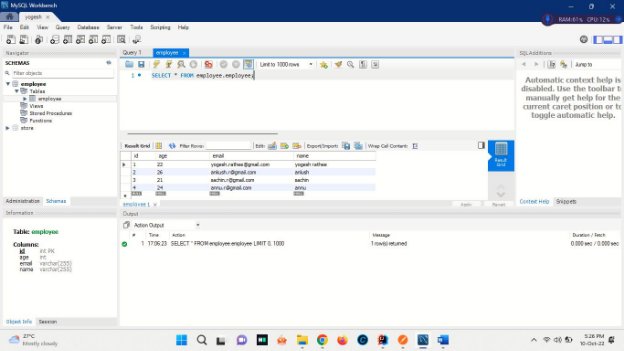 MySQL Workbench
yogesh ×
File Edit View Query Database Server Tools Scripting Help
RAM:61% CPU:12%
Navigator
SCHEMAS
Filter objects
employee
Tables
employee
Views
Stored Procedures
Functions
store
Administration Schemas
Information
Table: employee
Columns:
id int PK
age int
email varchar(255)
name varchar(255)
Object Info Session
Query 1 employee ×
Limit to 1000 rows
1 SELECT * FROM employee.employee;
Result Grid Filter Rows: Edit: Export/Import: Wrap Cell Content:
id age email name
1 22 yogesh.rathee@gmail.com yogesh rathee
2 26 ankush.r@gmail.com ankush
3 21 sachin.r@gmail.com sachin
4 24 annu.r@gmail.com annu
NULL NULL NULL NULL
Result Grid
employee 1 ×
Apply Revert
Output
Action Output
# Time Action Message Duration / Fetch
1 17:06:23 SELECT * FROM employee.employee LIMIT 0, 1000 1 row(s) returned 0.000 sec / 0.000 sec
SQLAdditions
Jump to
Automatic context help is
disabled. Use the toolbar to
manually get help for the
current caret position or to
toggle automatic help.
Context Help Snippets
27°C
Mostly cloudy
5:26 PM
10-Oct-22